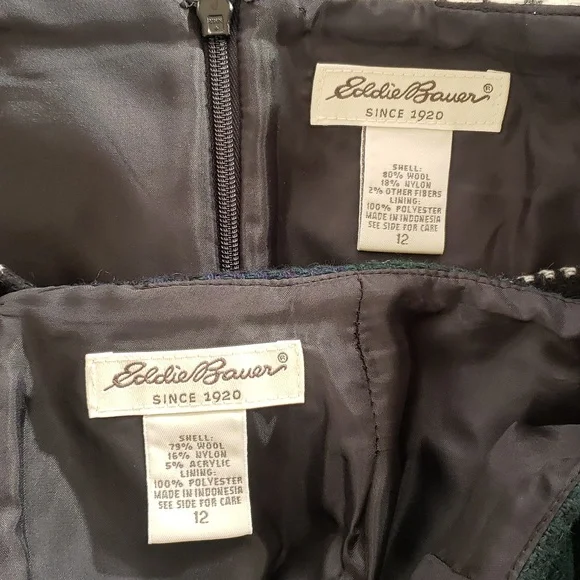 Eddie Bauer®
SINCE 1920
SHELL:
80% WOOL
18% NYLON
2% OTHER FIBERS
LINING:
100% POLYESTER
MADE IN INDONESIA
SEE SIDE FOR CARE
12
Eddie Bauer®
SINCE 1920
SHELL:
79% WOOL
16% NYLON
5% ACRYLIC
LINING:
100% POLYESTER
MADE IN INDONESIA
SEE SIDE FOR CARE
12